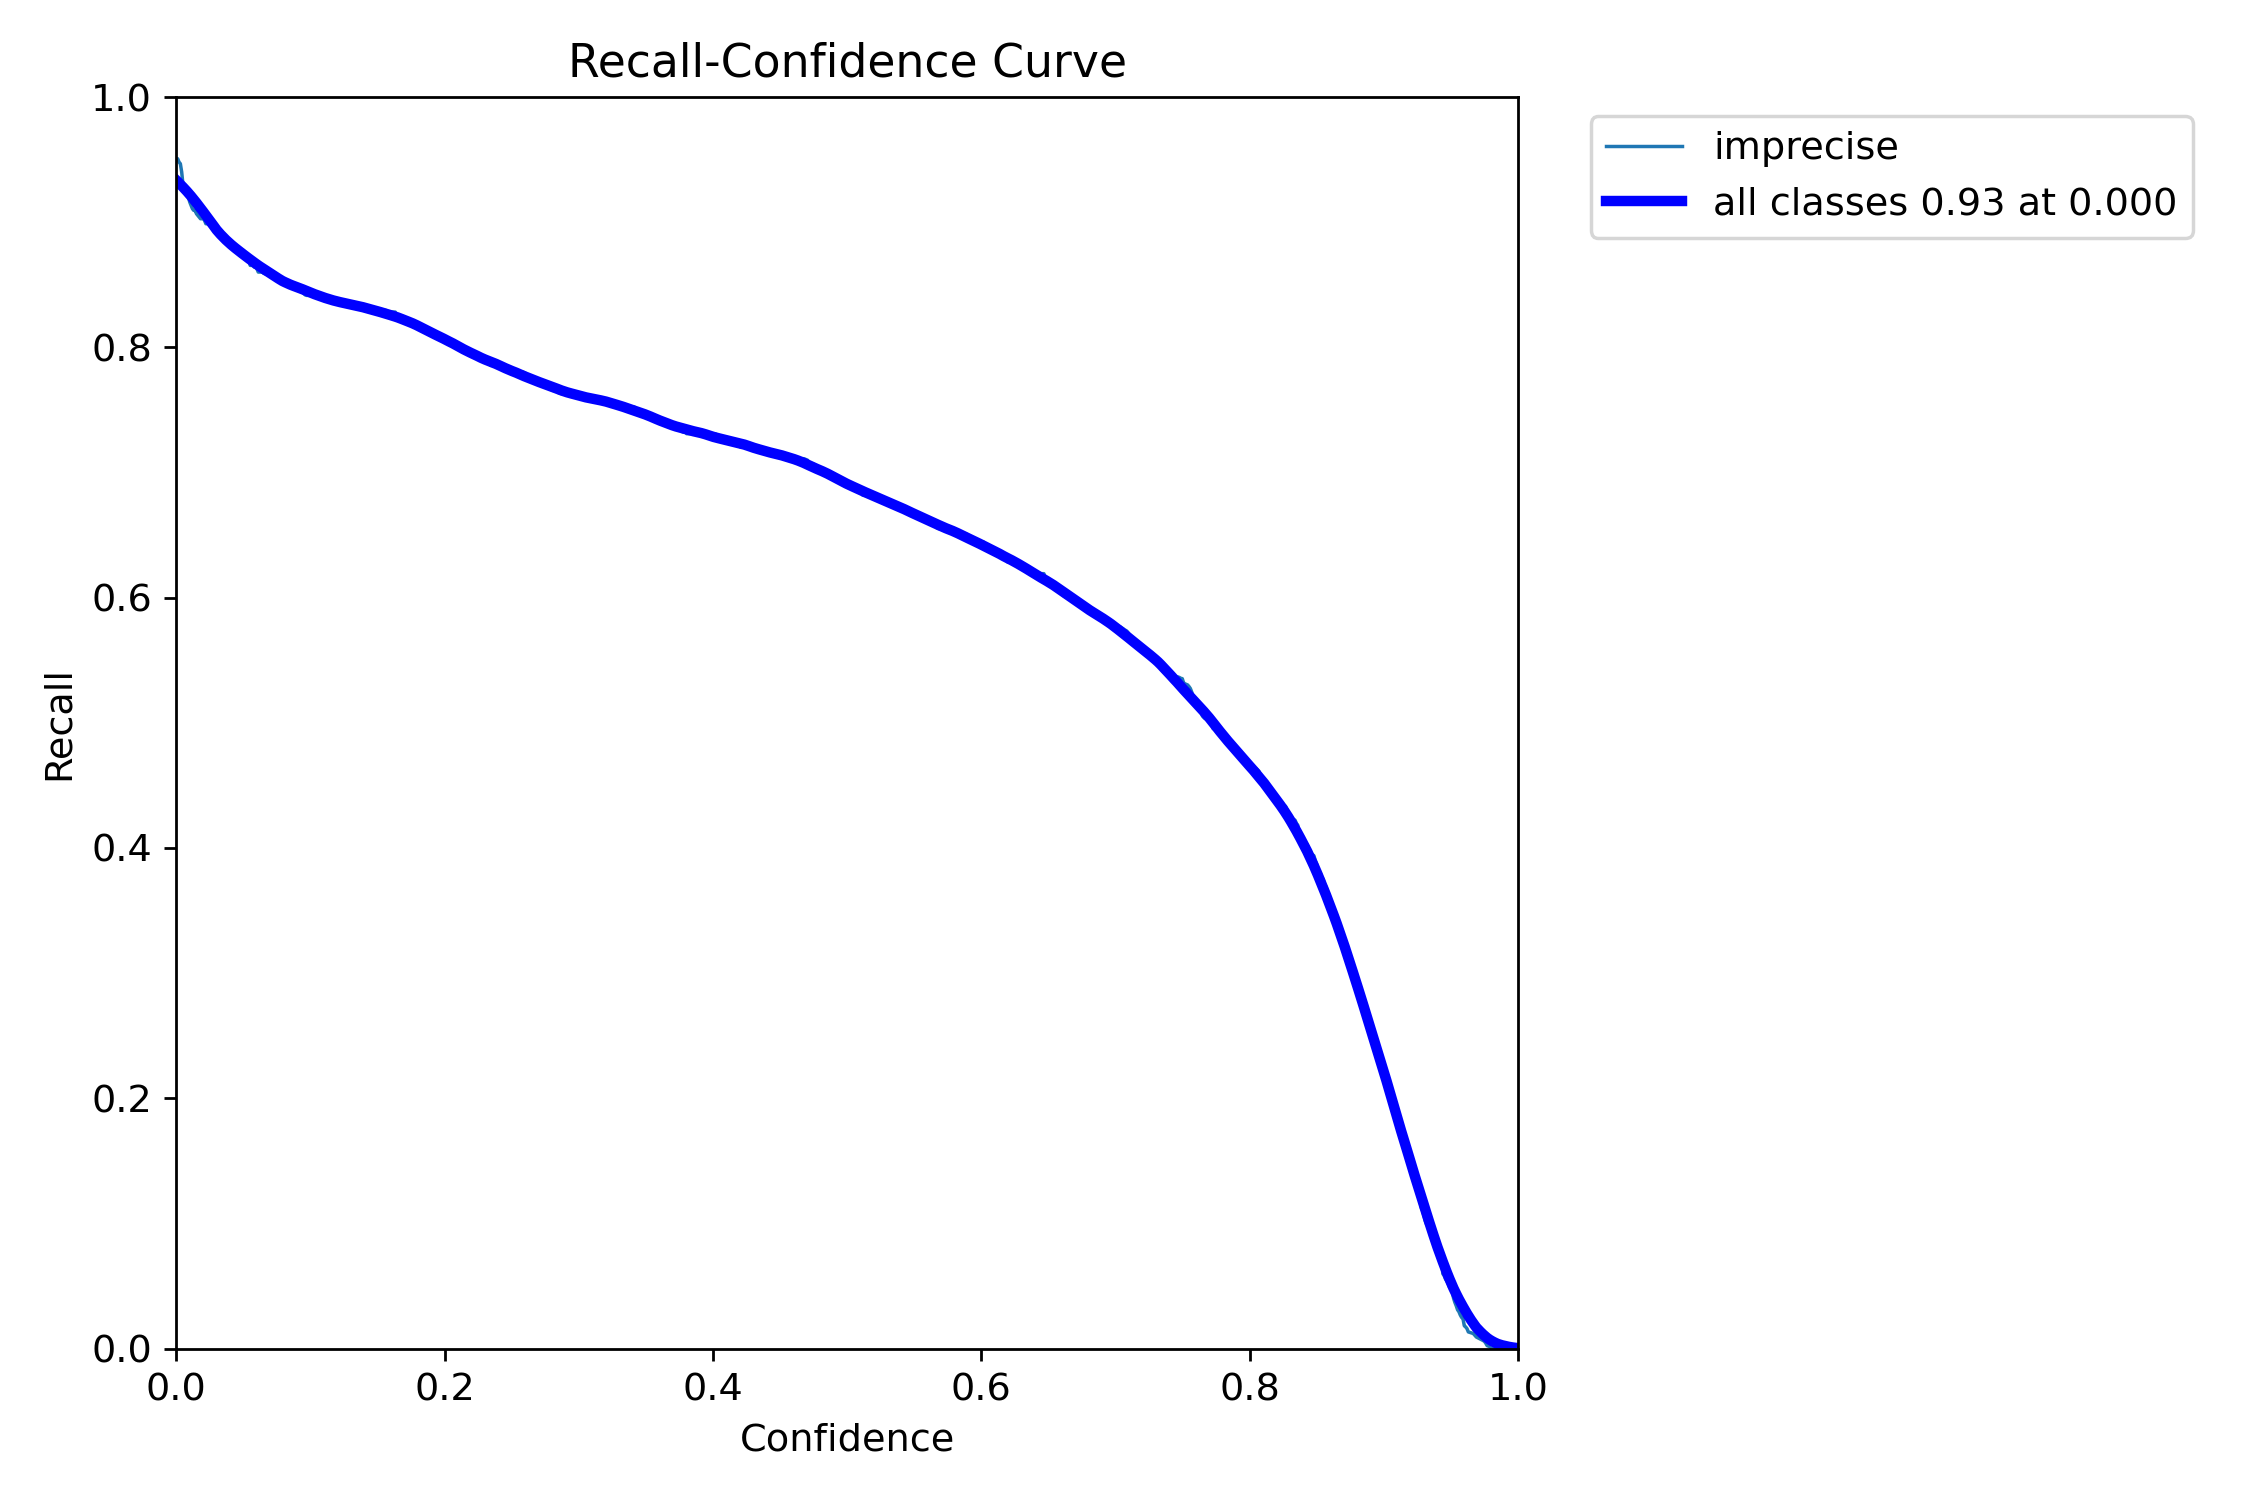 Recall-Confidence Curve
1.0
0.8
0.6
0.4
0.2
0.0
Recall
0.0 0.2 0.4 0.6 0.8 1.0
Confidence
imprecise
all classes 0.93 at 0.000